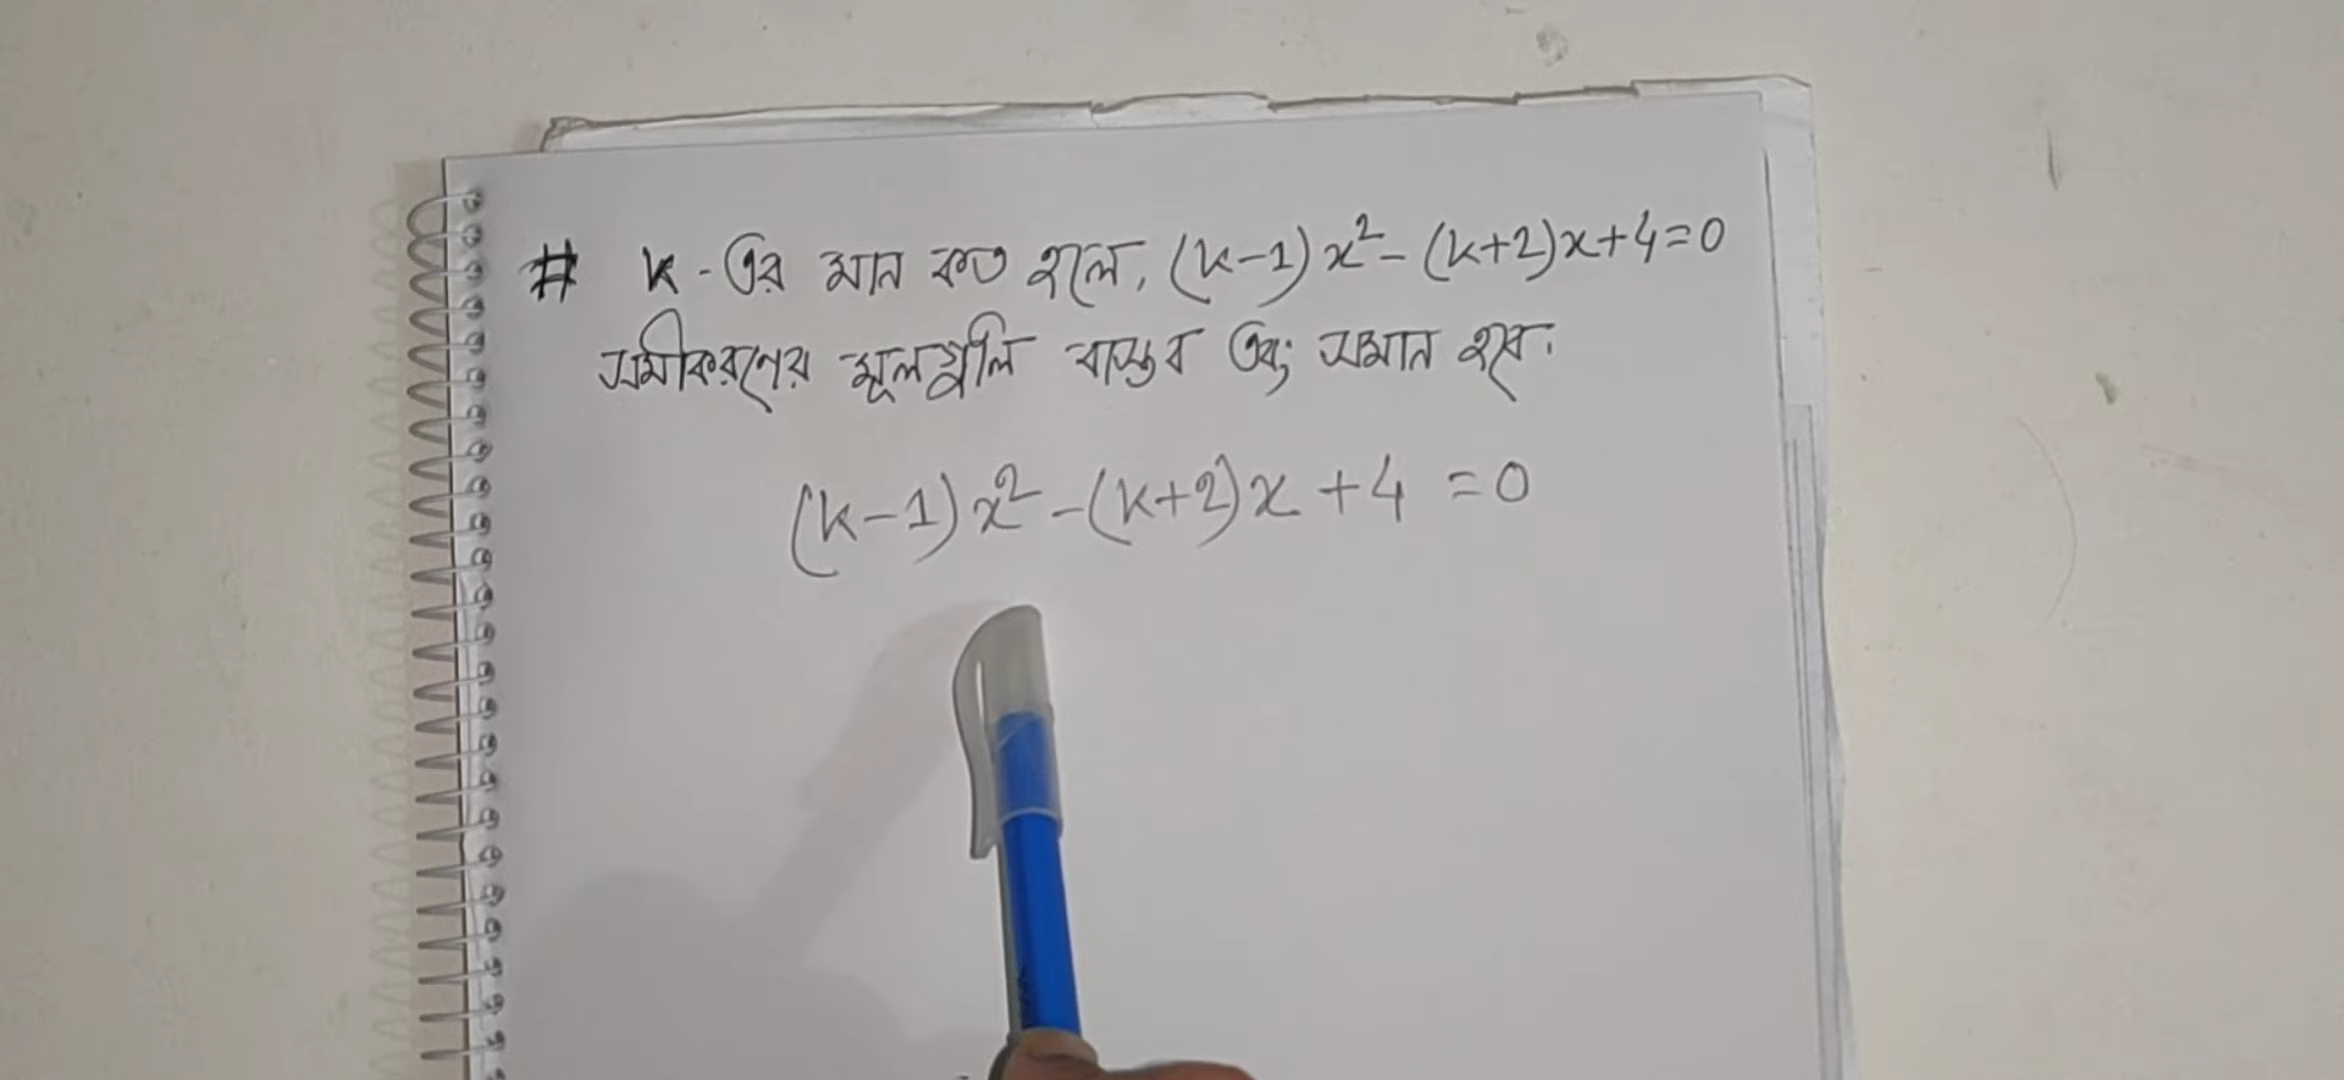 # K-এর মান কত হলে, (k-1)x²-(k+2)x+4=0
সমীকরণের মূলগুলি বাস্তব এবং সমান হবে।
(k-1)x²-(k+2)x+4=0